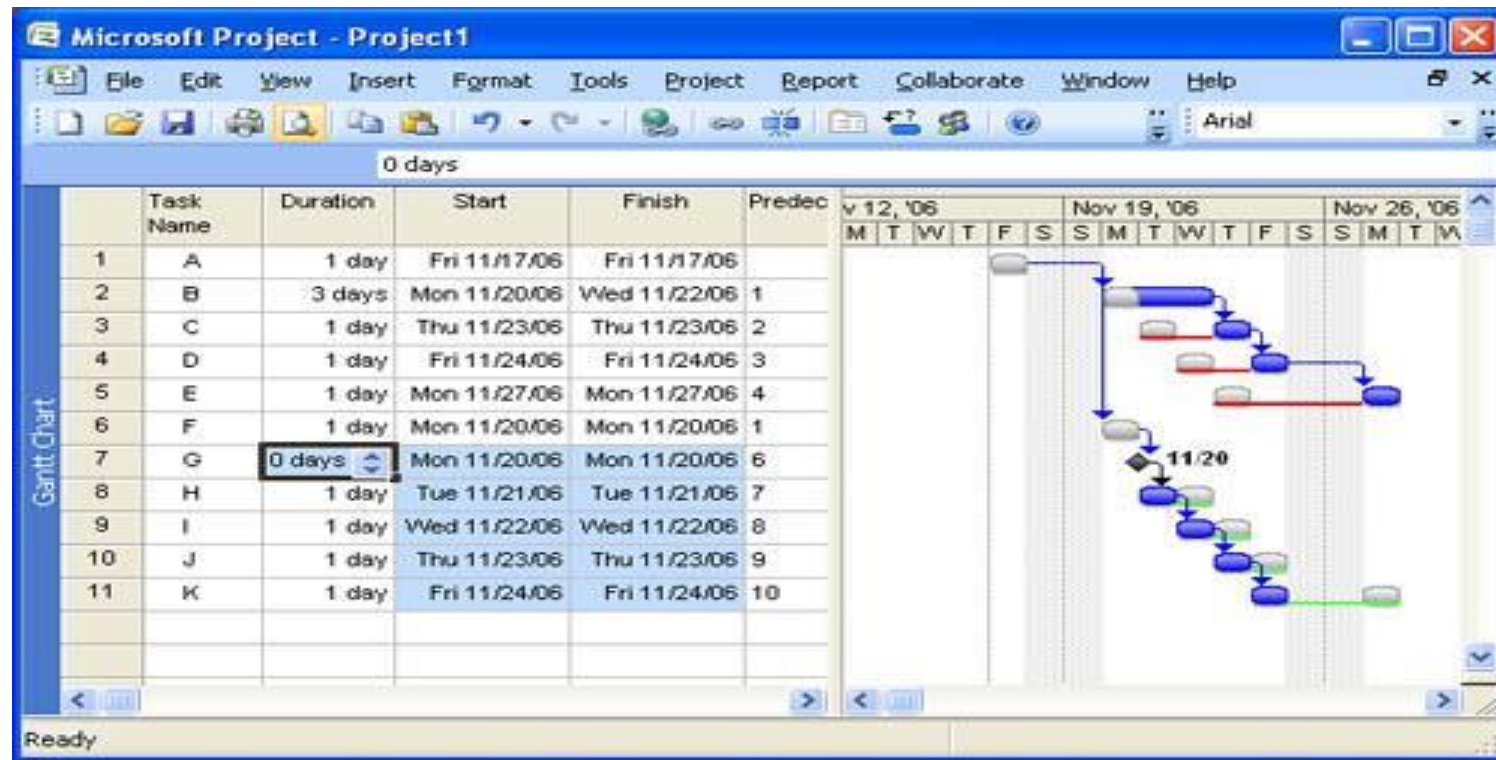 Microsoft Project - Project1
File Edit View Insert Format Tools Project Report Collaborate Window Help
Arial
0 days
Task Name Duration Start Finish Predec
v 12, '06 Nov 19, '06 Nov 26, '06
M T W T F S S M T W T F S S M T W
1 A 1 day Fri 11/17/06 Fri 11/17/06
2 B 3 days Mon 11/20/06 Wed 11/22/06 1
3 C 1 day Thu 11/23/06 Thu 11/23/06 2
4 D 1 day Fri 11/24/06 Fri 11/24/06 3
5 E 1 day Mon 11/27/06 Mon 11/27/06 4
6 F 1 day Mon 11/20/06 Mon 11/20/06 1
7 G 0 days Mon 11/20/06 Mon 11/20/06 6 11/20
8 H 1 day Tue 11/21/06 Tue 11/21/06 7
9 I 1 day Wed 11/22/06 Wed 11/22/06 8
10 J 1 day Thu 11/23/06 Thu 11/23/06 9
11 K 1 day Fri 11/24/06 Fri 11/24/06 10
Gantt Chart
Ready